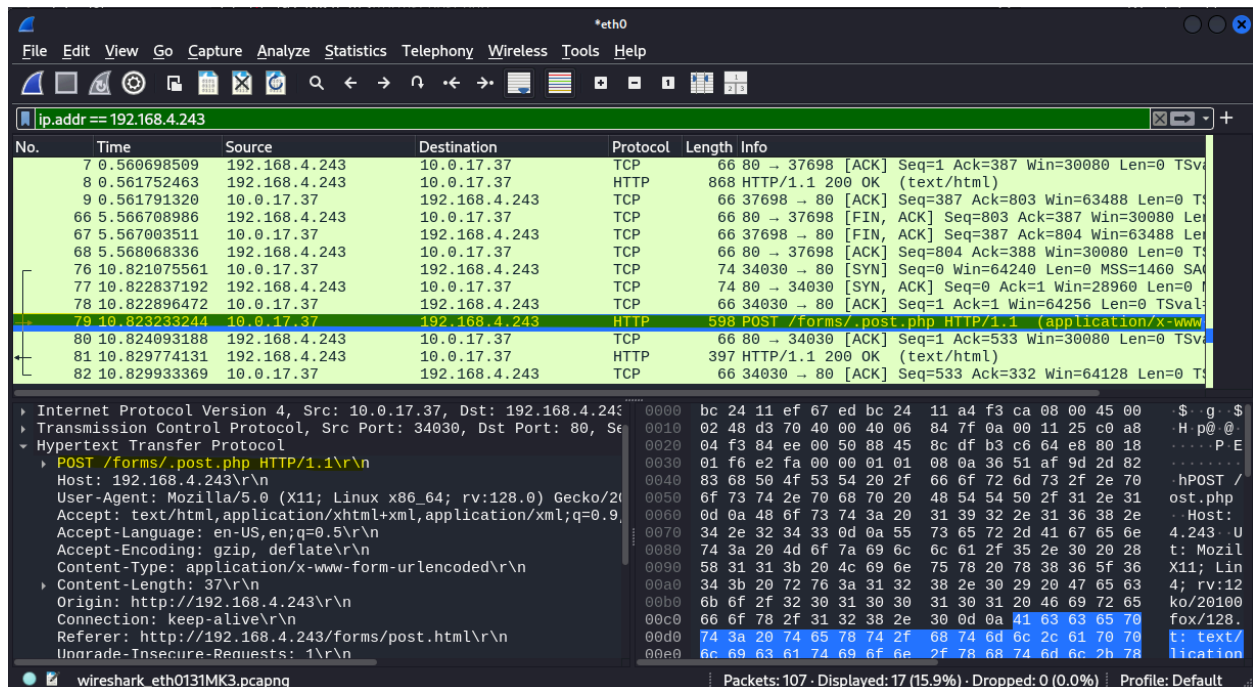 *eth0
File Edit View Go Capture Analyze Statistics Telephony Wireless Tools Help
ip.addr == 192.168.4.243
No. Time Source Destination Protocol Length Info
7 0.560698509 192.168.4.243 10.0.17.37 TCP 66 80 → 37698 [ACK] Seq=1 Ack=387 Win=30080 Len=0 TSva
8 0.561752463 192.168.4.243 10.0.17.37 HTTP 868 HTTP/1.1 200 OK (text/html)
9 0.561791320 10.0.17.37 192.168.4.243 TCP 66 37698 → 80 [ACK] Seq=387 Ack=803 Win=63488 Len=0 TS
66 5.566708986 192.168.4.243 10.0.17.37 TCP 66 80 → 37698 [FIN, ACK] Seq=803 Ack=387 Win=30080 Len
67 5.567003511 10.0.17.37 192.168.4.243 TCP 66 37698 → 80 [FIN, ACK] Seq=387 Ack=804 Win=63488 Len
68 5.568068336 192.168.4.243 10.0.17.37 TCP 66 80 → 37698 [ACK] Seq=804 Ack=388 Win=30080 Len=0 TS
76 10.821075561 10.0.17.37 192.168.4.243 TCP 74 34030 → 80 [SYN] Seq=0 Win=64240 Len=0 MSS=1460 SA
77 10.822837192 192.168.4.243 10.0.17.37 TCP 74 80 → 34030 [SYN, ACK] Seq=0 Ack=1 Win=28960 Len=0
78 10.822896472 10.0.17.37 192.168.4.243 TCP 66 34030 → 80 [ACK] Seq=1 Ack=1 Win=64256 Len=0 TSval
79 10.823233244 10.0.17.37 192.168.4.243 HTTP 598 POST /forms/.post.php HTTP/1.1 (application/x-www
80 10.824093188 192.168.4.243 10.0.17.37 TCP 66 80 → 34030 [ACK] Seq=1 Ack=533 Win=30080 Len=0 TSv
81 10.829774131 192.168.4.243 10.0.17.37 HTTP 397 HTTP/1.1 200 OK (text/html)
82 10.829933369 10.0.17.37 192.168.4.243 TCP 66 34030 → 80 [ACK] Seq=533 Ack=332 Win=64128 Len=0 TS
Internet Protocol Version 4, Src: 10.0.17.37, Dst: 192.168.4.243
Transmission Control Protocol, Src Port: 34030, Dst Port: 80, Se
Hypertext Transfer Protocol
POST /forms/.post.php HTTP/1.1\r\n
Host: 192.168.4.243\r\n
User-Agent: Mozilla/5.0 (X11; Linux x86_64; rv:128.0) Gecko/20
Accept: text/html,application/xhtml+xml,application/xml;q=0.9,
Accept-Language: en-US,en;q=0.5\r\n
Accept-Encoding: gzip, deflate\r\n
Content-Type: application/x-www-form-urlencoded\r\n
Content-Length: 37\r\n
Origin: http://192.168.4.243\r\n
Connection: keep-alive\r\n
Referer: http://192.168.4.243/forms/post.html\r\n
Upgrade-Insecure-Requests: 1\r\n
0000 bc 24 11 ef 67 ed bc 24 11 a4 f3 ca 08 00 45 00 ·$··g··$
0010 02 48 d3 70 40 00 40 06 84 7f 0a 00 11 25 c0 a8 ·H·p@·@·
0020 04 f3 84 ee 00 50 88 45 8c df b3 c6 64 e8 80 18 ·····P·E
0030 01 f6 e2 fa 00 00 01 01 08 0a 36 51 af 9d 2d 82 ········
0040 83 68 50 4f 53 54 20 2f 66 6f 72 6d 73 2f 2e 70 ·hPOST /
0050 6f 73 74 2e 70 68 70 20 48 54 54 50 2f 31 2e 31 ost.php
0060 0d 0a 48 6f 73 74 3a 20 31 39 32 2e 31 36 38 2e ··Host:
0070 34 2e 32 34 33 0d 0a 55 73 65 72 2d 41 67 65 6e 4.243··U
0080 74 3a 20 4d 6f 7a 69 6c 6c 61 2f 35 2e 30 20 28 t: Mozil
0090 58 31 31 3b 20 4c 69 6e 75 78 20 78 38 36 5f 36 X11; Lin
00a0 34 3b 20 72 76 3a 31 32 38 2e 30 29 20 47 65 63 4; rv:12
00b0 6b 6f 2f 32 30 31 30 30 31 30 31 20 46 69 72 65 ko/20100
00c0 66 6f 78 2f 31 32 38 2e 30 0d 0a 41 63 63 65 70 fox/128.
00d0 74 3a 20 74 65 78 74 2f 68 74 6d 6c 2c 61 70 70 t: text/
00e0 6c 69 63 61 74 69 6f 6e 2f 78 68 74 6d 6c 2b 78 lication
wireshark_eth0131MK3.pcapng Packets: 107 · Displayed: 17 (15.9%) · Dropped: 0 (0.0%) Profile: Default